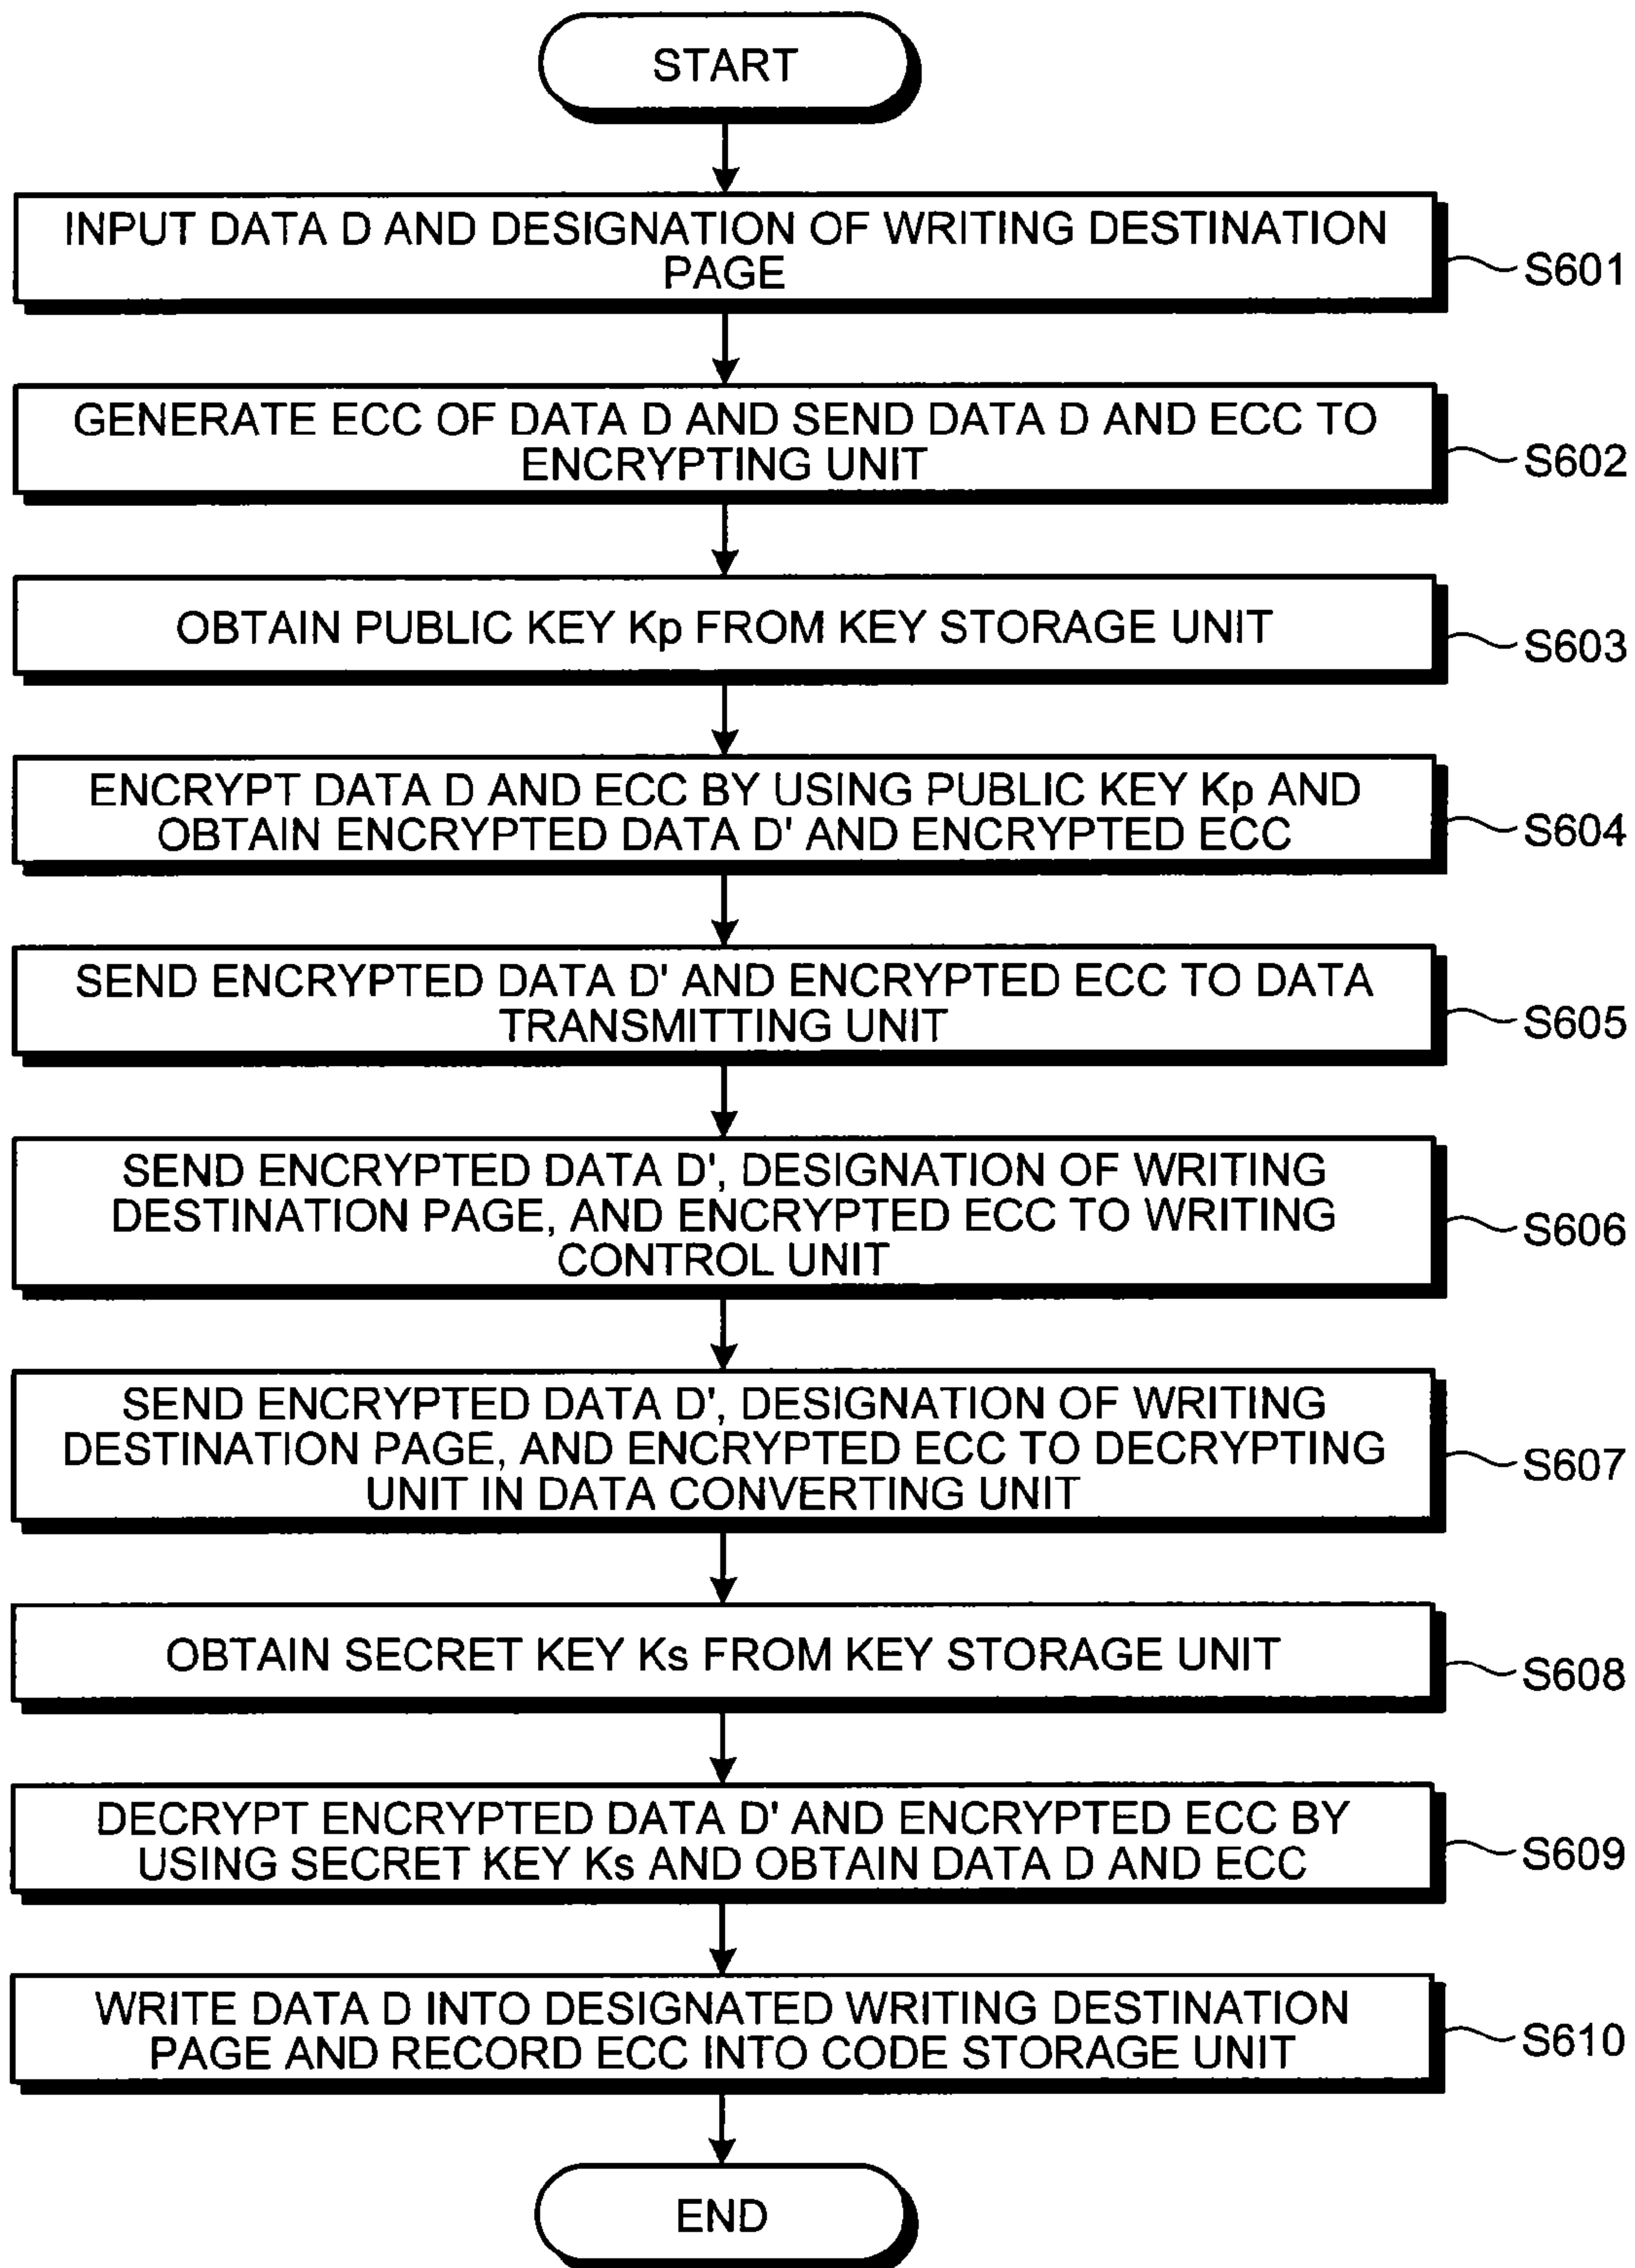 START
INPUT DATA D AND DESIGNATION OF WRITING DESTINATION
PAGE
S601
GENERATE ECC OF DATA D AND SEND DATA D AND ECC TO
ENCRYPTING UNIT
S602
OBTAIN PUBLIC KEY Kp FROM KEY STORAGE UNIT
S603
ENCRYPT DATA D AND ECC BY USING PUBLIC KEY Kp AND
OBTAIN ENCRYPTED DATA D' AND ENCRYPTED ECC
S604
SEND ENCRYPTED DATA D' AND ENCRYPTED ECC TO DATA
TRANSMITTING UNIT
S605
SEND ENCRYPTED DATA D', DESIGNATION OF WRITING
DESTINATION PAGE, AND ENCRYPTED ECC TO WRITING
CONTROL UNIT
S606
SEND ENCRYPTED DATA D', DESIGNATION OF WRITING
DESTINATION PAGE, AND ENCRYPTED ECC TO DECRYPTING
UNIT IN DATA CONVERTING UNIT
S607
OBTAIN SECRET KEY Ks FROM KEY STORAGE UNIT
S608
DECRYPT ENCRYPTED DATA D' AND ENCRYPTED ECC BY
USING SECRET KEY Ks AND OBTAIN DATA D AND ECC
S609
WRITE DATA D INTO DESIGNATED WRITING DESTINATION
PAGE AND RECORD ECC INTO CODE STORAGE UNIT
S610
END